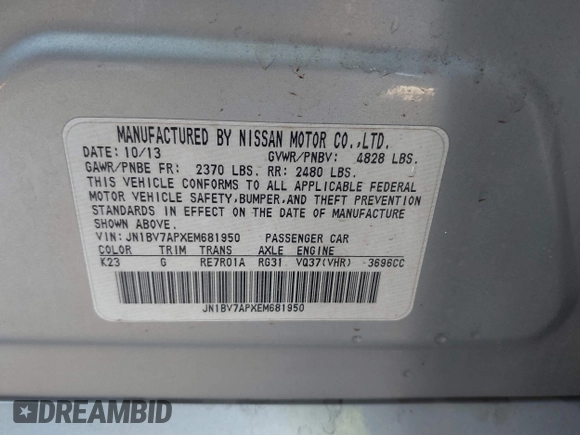 MANUFACTURED BY NISSAN MOTOR CO.,LTD.
DATE: 10/13 GVWR/PNBV: 4828 LBS.
GAWR/PNBE FR: 2370 LBS. RR: 2480 LBS.
THIS VEHICLE CONFORMS TO ALL APPLICABLE FEDERAL
MOTOR VEHICLE SAFETY,BUMPER,AND THEFT PREVENTION
STANDARDS IN EFFECT ON THE DATE OF MANUFACTURE
SHOWN ABOVE.
VIN:JN1BV7APXEM681950 PASSENGER CAR
COLOR TRIM TRANS AXLE ENGINE
K23 G RE7R01A RG31 VQ37(VHR) -3696CC
JN1BV7APXEM681950
DREAMBID